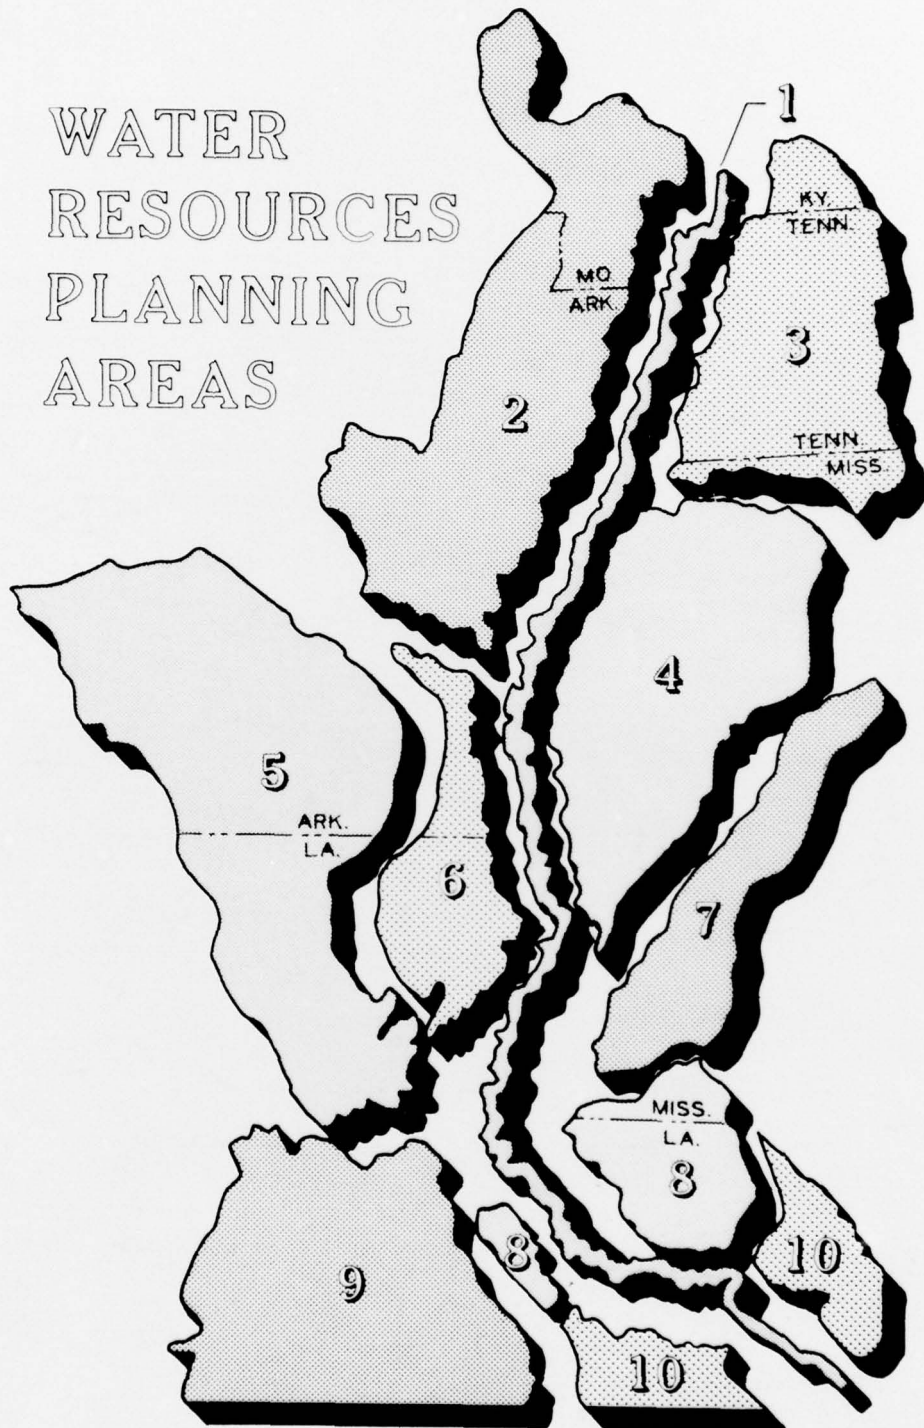 WATER
RESOURCES
PLANNING
AREAS
1
KY.
TENN.
MO.
ARK.
3
2
TENN
MISS.
4
5
ARK.
LA.
6
7
MISS.
LA.
8
8
10
9
10